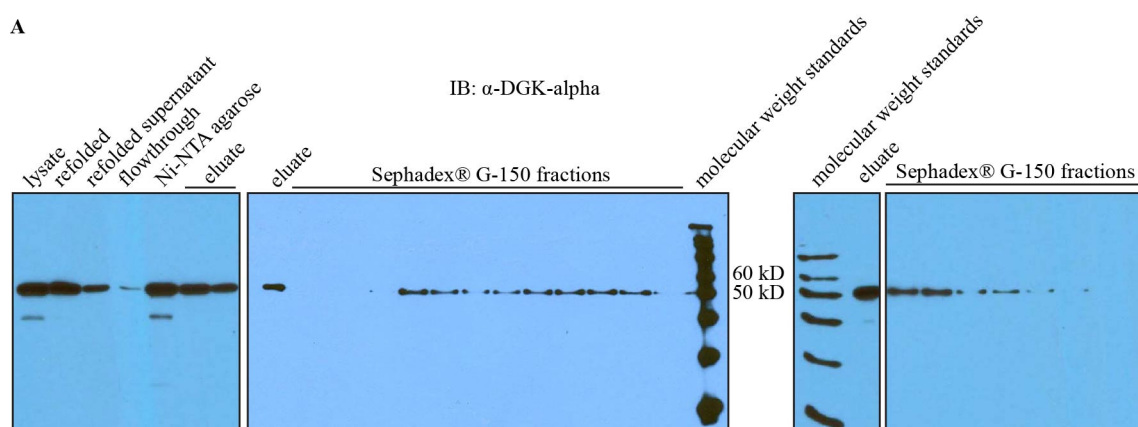 A
IB: α-DGK-alpha
lysate
refolded
refolded supernatant
flowthrough
Ni-NTA agarose
eluate
eluate
Sephadex® G-150 fractions
molecular weight standards
60 kD
50 kD
molecular weight standards
eluate
Sephadex® G-150 fractions